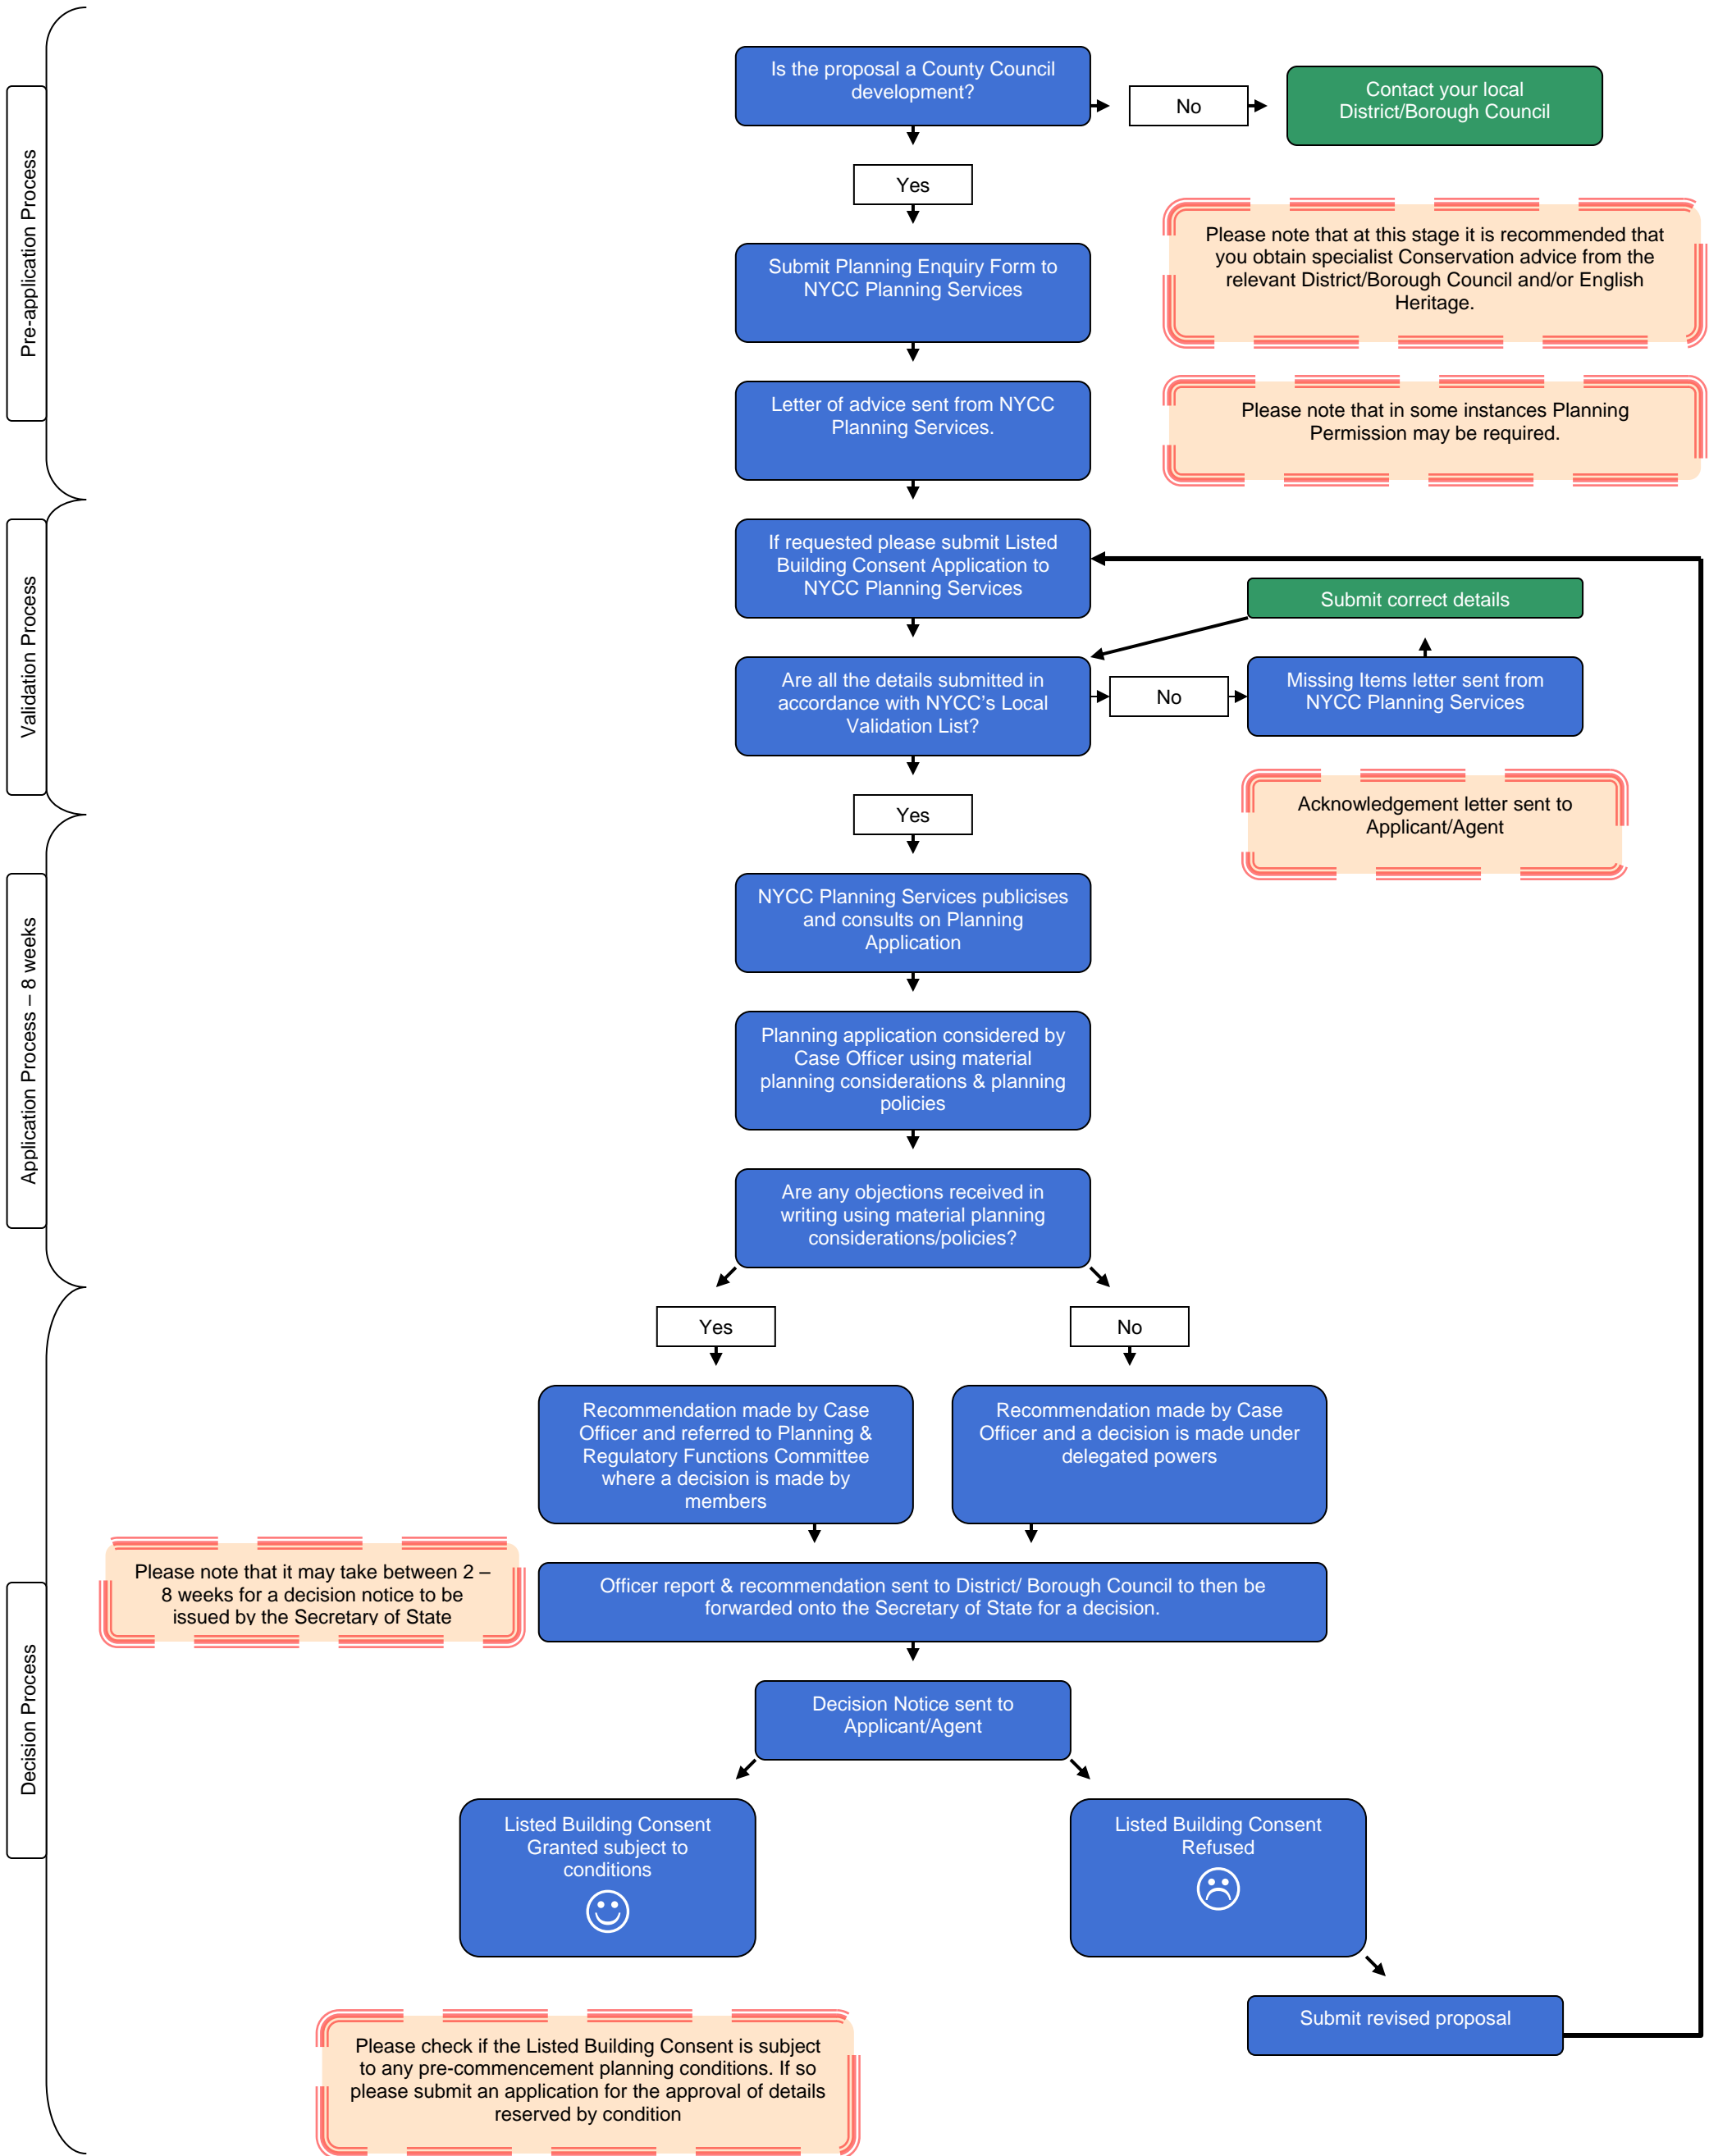 Pre-application Process
Is the proposal a County Council
development?
No
Contact your local
District/Borough Council
Yes
Submit Planning Enquiry Form to
NYCC Planning Services
Please note that at this stage it is recommended that
you obtain specialist Conservation advice from the
relevant District/Borough Council and/or English
Heritage.
Letter of advice sent from NYCC
Planning Services.
Please note that in some instances Planning
Permission may be required.
Validation Process
If requested please submit Listed
Building Consent Application to
NYCC Planning Services
Submit correct details
Are all the details submitted in
accordance with NYCC’s Local
Validation List?
No
Missing Items letter sent from
NYCC Planning Services
Yes
Acknowledgement letter sent to
Applicant/Agent
Application Process – 8 weeks
NYCC Planning Services publicises
and consults on Planning
Application
Planning application considered by
Case Officer using material
planning considerations & planning
policies
Are any objections received in
writing using material planning
considerations/policies?
Yes
No
Decision Process
Recommendation made by Case
Officer and referred to Planning &
Regulatory Functions Committee
where a decision is made by
members
Recommendation made by Case
Officer and a decision is made under
delegated powers
Please note that it may take between 2 –
8 weeks for a decision notice to be
issued by the Secretary of State
Officer report & recommendation sent to District/ Borough Council to then be
forwarded onto the Secretary of State for a decision.
Decision Notice sent to
Applicant/Agent
Listed Building Consent
Granted subject to
conditions
Listed Building Consent
Refused
Submit revised proposal
Please check if the Listed Building Consent is subject
to any pre-commencement planning conditions. If so
please submit an application for the approval of details
reserved by condition